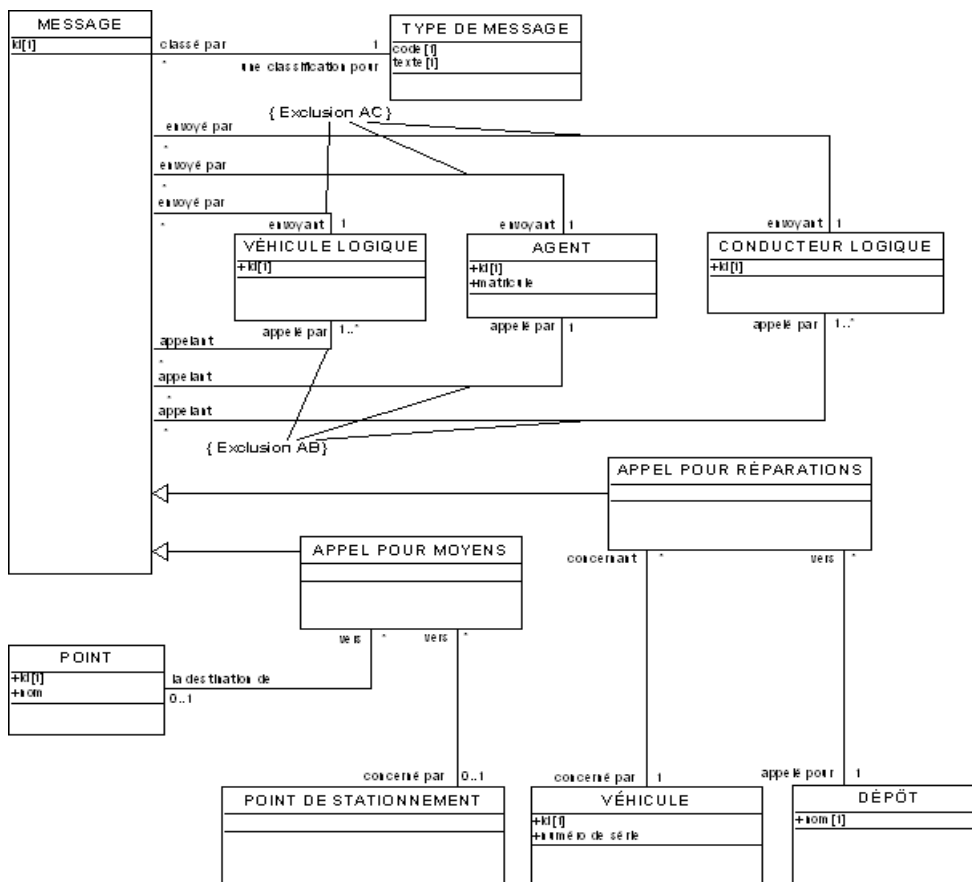 MESSAGE
id[1]
TYPE DE MESSAGE
code [1]
texte [1]
classé par
1
*
une classification pour
{ Exclusion AC}
envoyé par
*
envoyé par
*
envoyé par
*
envoyant 1
envoyant 1
envoyant 1
VÉHICULE LOGIQUE
+id[1]
AGENT
+id[1]
+matricule
CONDUCTEUR LOGIQUE
+id[1]
appelé par 1..*
appelé par 1
appelé par 1..*
appelant
*
appelant
*
appelant
*
{ Exclusion AB}
APPEL POUR RÉPARATIONS
APPEL POUR MOYENS
concernant *
vers *
vers *
vers *
POINT
+id[1]
+nom
la destination de
0..1
concerné par 0..1
concerné par 1
appelé pour 1
POINT DE STATIONNEMENT
VÉHICULE
+id[1]
+numéro de série
DÉPÔT
+nom [1]